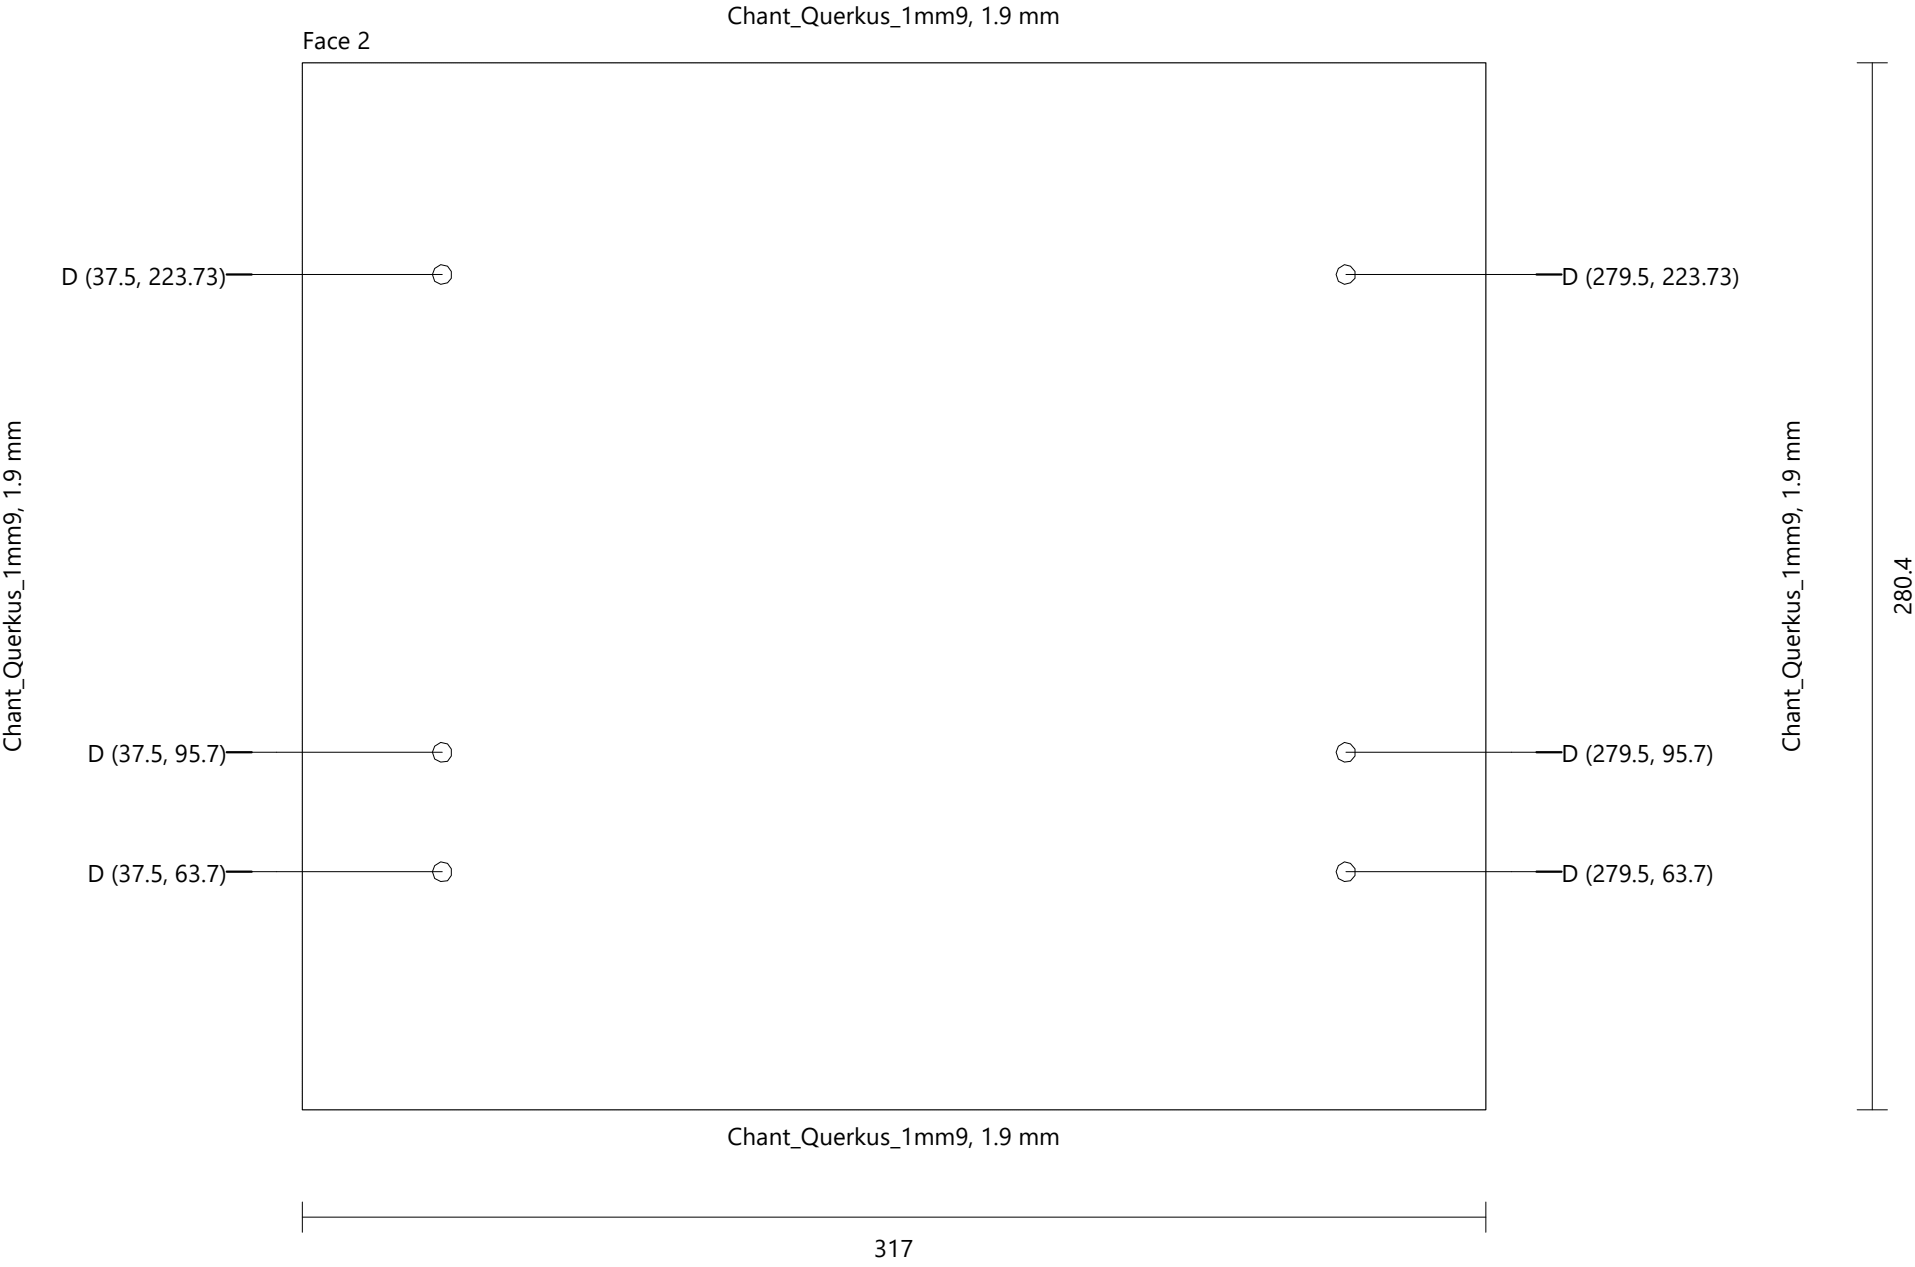 Chant_Querkus_1mm9, 1.9 mm
Face 2
D (37.5, 223.73)
D (279.5, 223.73)
Chant_Querkus_1mm9, 1.9 mm
Chant_Querkus_1mm9, 1.9 mm
280.4
D (37.5, 95.7)
D (279.5, 95.7)
D (37.5, 63.7)
D (279.5, 63.7)
Chant_Querkus_1mm9, 1.9 mm
317